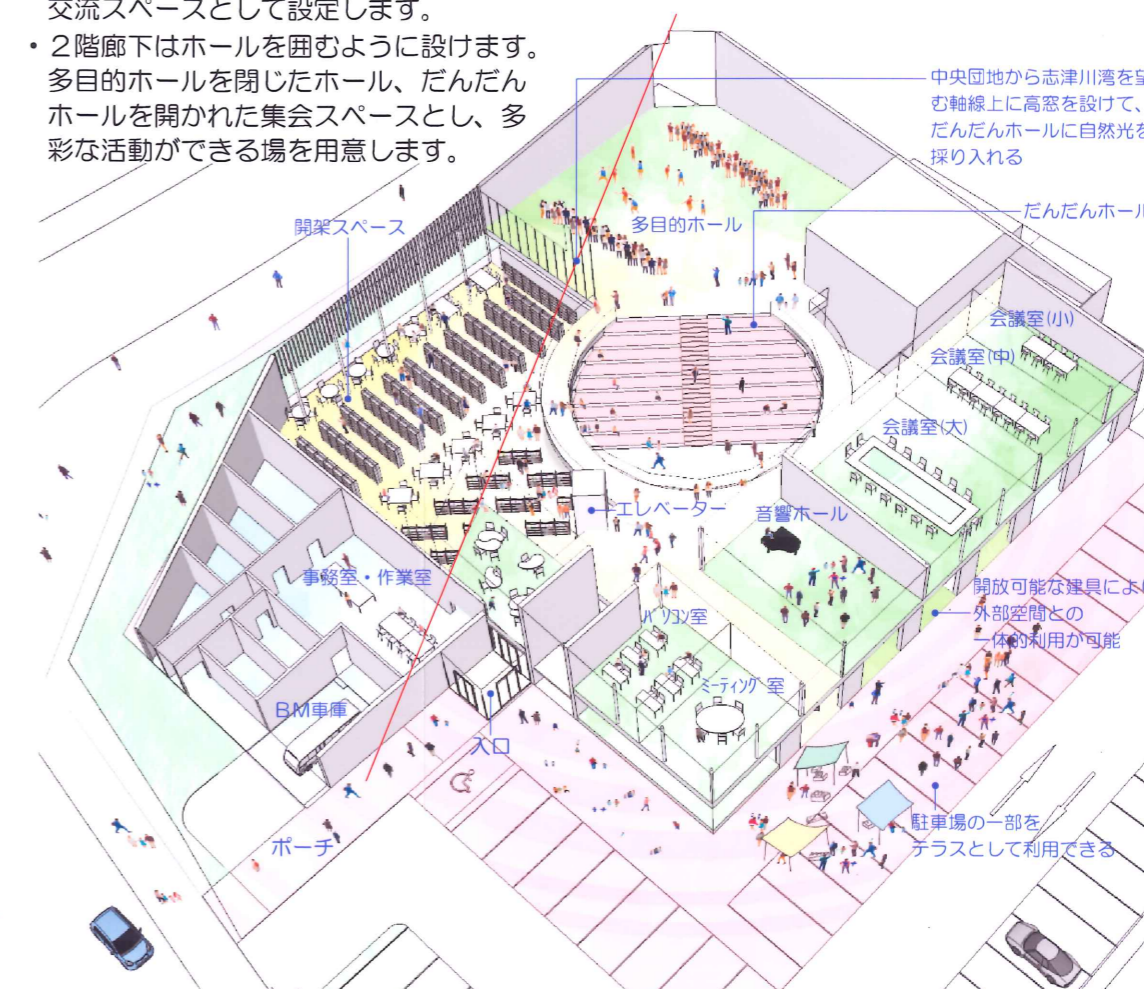 交流スペースとして設定します。
・２階廊下はホールを囲むように設けます。
多目的ホールを閉じたホール、だんだん
ホールを開かれた集会スペースとし、多
彩な活動ができる場を用意します。
中央団地から志津川湾を望
む軸線上に高窓を設けて、
だんだんホールに自然光を
採り入れる
だんだんホール
開架スペース
多目的ホール
会議室(小)
会議室(中)
会議室(大)
エレベーター
音響ホール
事務室・作業室
パソコン室
開放可能な建具により
外部空間との
一体的利用が可能
ミーティング室
BM車庫
入口
ポーチ
駐車場の一部を
テラスとして利用できる